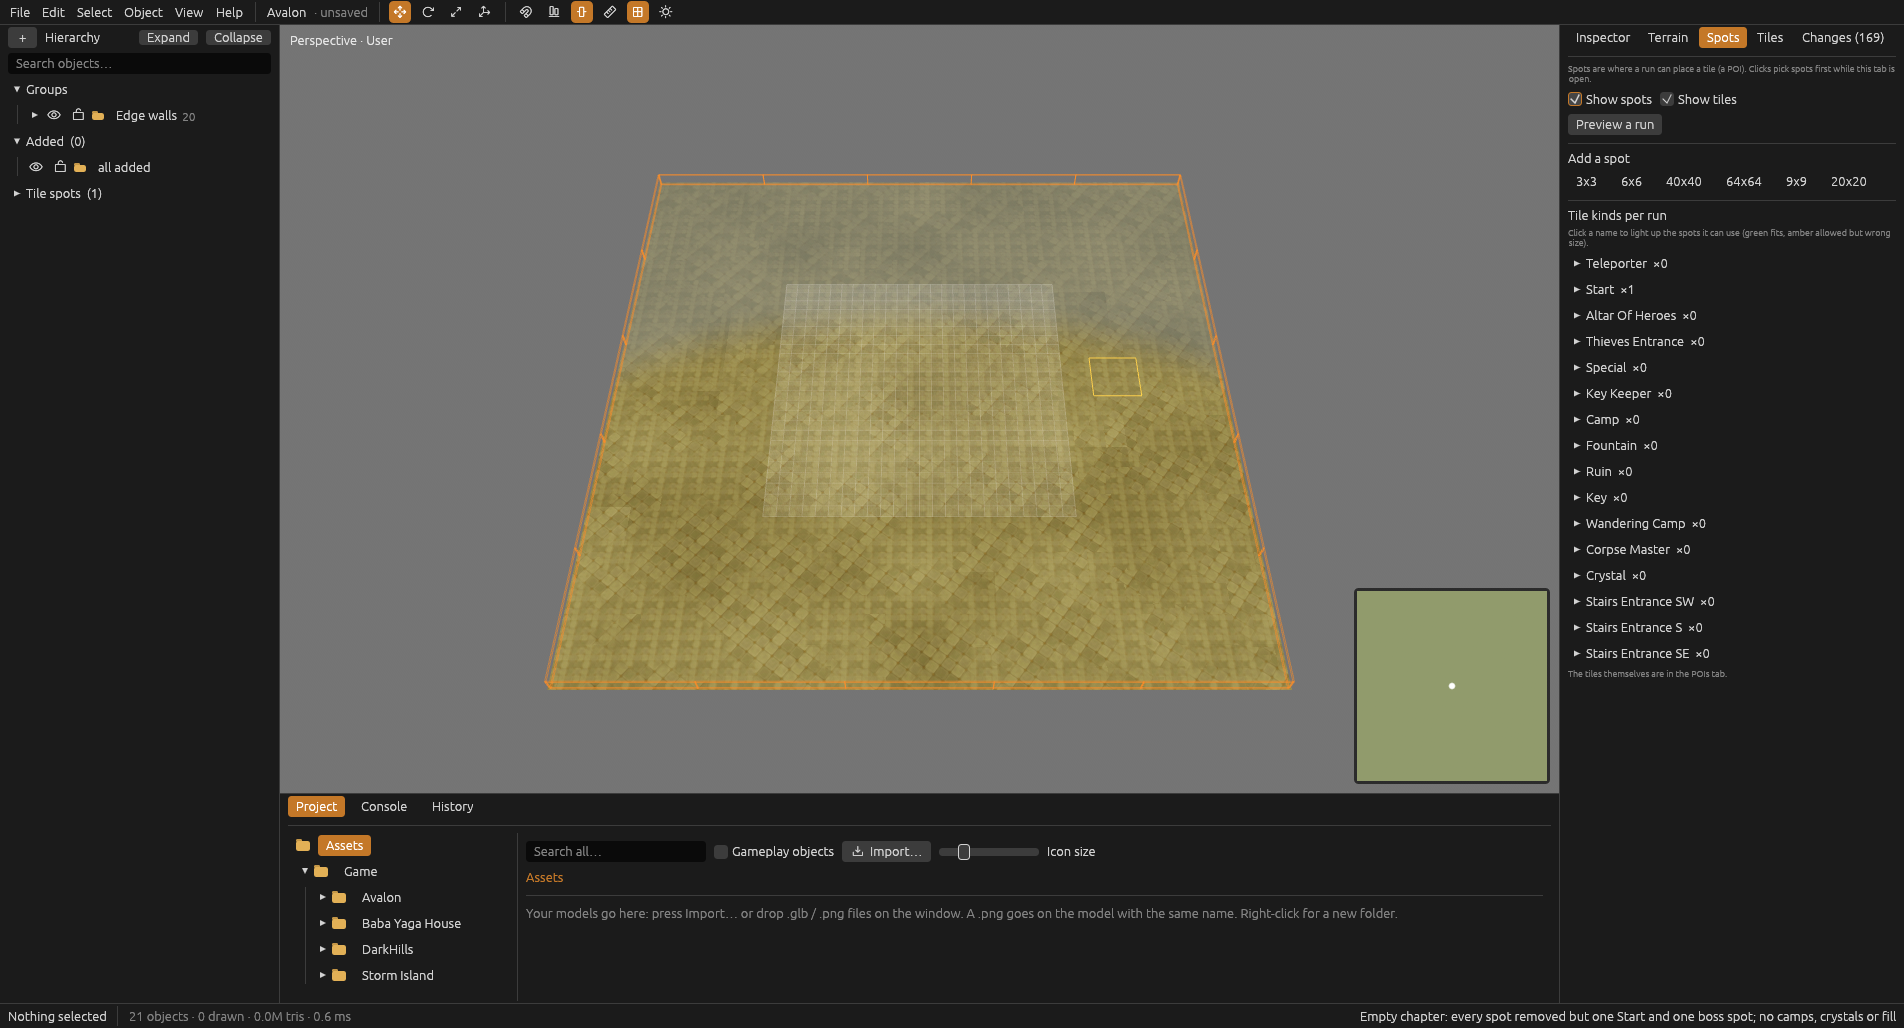 File Edit Select Object View Help Avalon · unsaved
+ Hierarchy Expand Collapse
Search objects…
Groups
Edge walls 20
Added (0)
all added
Tile spots (1)
Perspective · User
Inspector Terrain Spots Tiles Changes (169)
Spots are where a run can place a tile (a POI). Clicks pick spots first while this tab is
open.
Show spots Show tiles
Preview a run
Add a spot
3x3 6x6 40x40 64x64 9x9 20x20
Tile kinds per run
Click a name to light up the spots it can use (green fits, amber allowed but wrong
size).
Teleporter ×0
Start ×1
Altar Of Heroes ×0
Thieves Entrance ×0
Special ×0
Key Keeper ×0
Camp ×0
Fountain ×0
Ruin ×0
Key ×0
Wandering Camp ×0
Corpse Master ×0
Crystal ×0
Stairs Entrance SW ×0
Stairs Entrance S ×0
Stairs Entrance SE ×0
The tiles themselves are in the POIs tab.
Project Console History
Assets
Game
Avalon
Baba Yaga House
DarkHills
Storm Island
Search all… Gameplay objects Import… Icon size
Assets
Your models go here: press Import… or drop .glb / .png files on the window. A .png goes on the model with the same name. Right-click for a new folder.
Nothing selected 21 objects · 0 drawn · 0.0M tris · 0.6 ms
Empty chapter: every spot removed but one Start and one boss spot; no camps, crystals or fill